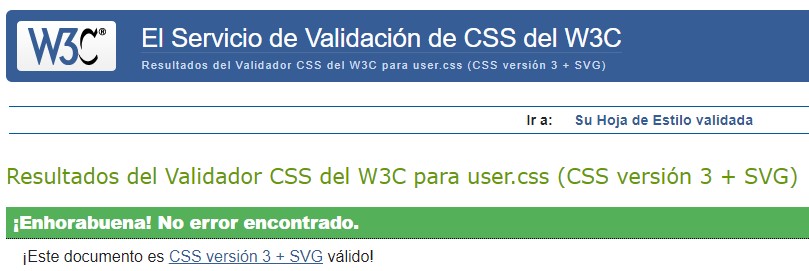 W3C®
El Servicio de Validación de CSS del W3C
Resultados del Validador CSS del W3C para user.css (CSS versión 3 + SVG)
Ir a: Su Hoja de Estilo validada
Resultados del Validador CSS del W3C para user.css (CSS versión 3 + SVG)
¡Enhorabuena! No error encontrado.
¡Este documento es CSS versión 3 + SVG válido!